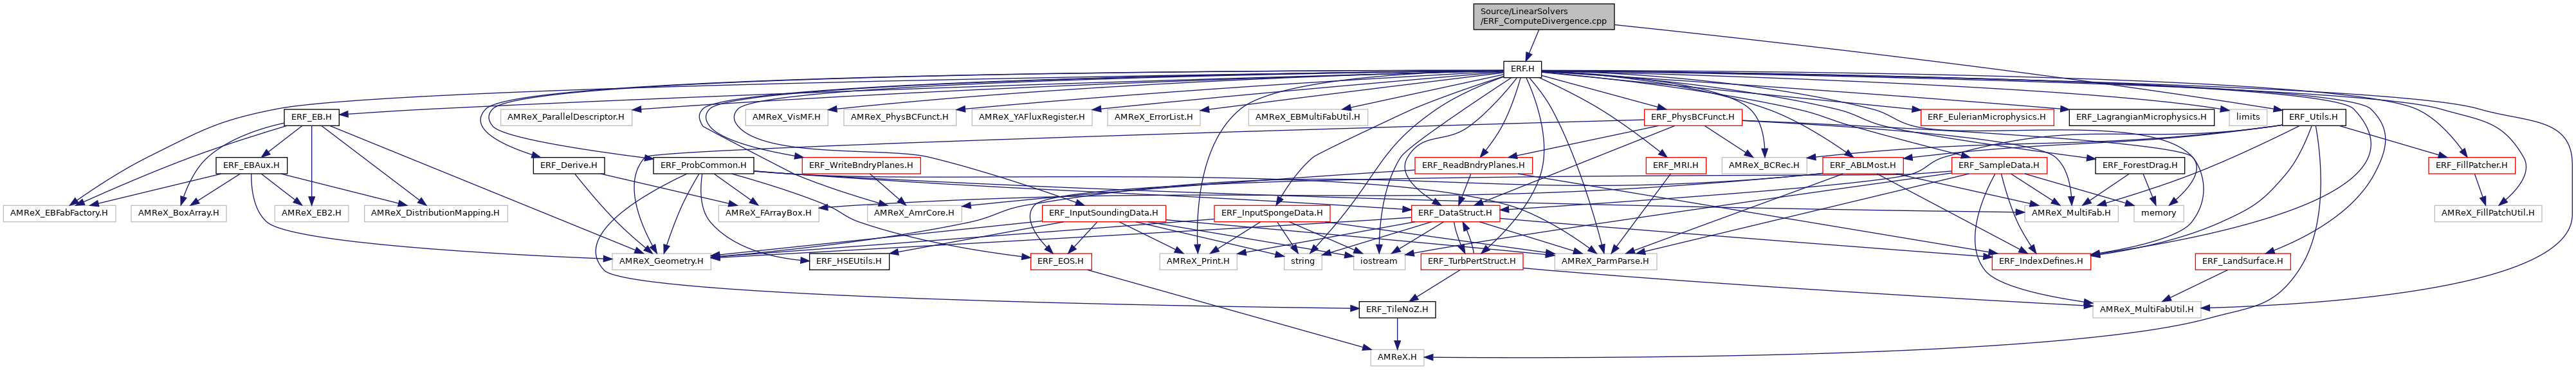 Source/LinearSolvers
/ERF_ComputeDivergence.cpp
ERF.H
ERF_EB.H
AMReX_ParallelDescriptor.H
AMReX_VisMF.H
AMReX_PhysBCFunct.H
AMReX_YAFluxRegister.H
AMReX_ErrorList.H
AMReX_EBMultiFabUtil.H
ERF_PhysBCFunct.H
ERF_EulerianMicrophysics.H
ERF_LagrangianMicrophysics.H
limits
ERF_Utils.H
ERF_EBAux.H
ERF_Derive.H
ERF_ProbCommon.H
ERF_WriteBndryPlanes.H
ERF_ReadBndryPlanes.H
ERF_MRI.H
AMReX_BCRec.H
ERF_ABLMost.H
ERF_SampleData.H
ERF_ForestDrag.H
ERF_FillPatcher.H
AMReX_EBFabFactory.H
AMReX_BoxArray.H
AMReX_EB2.H
AMReX_DistributionMapping.H
AMReX_FArrayBox.H
AMReX_AmrCore.H
ERF_InputSoundingData.H
ERF_InputSpongeData.H
ERF_DataStruct.H
AMReX_MultiFab.H
memory
AMReX_FillPatchUtil.H
AMReX_Geometry.H
ERF_HSEUtils.H
ERF_EOS.H
AMReX_Print.H
string
iostream
ERF_TurbPertStruct.H
AMReX_ParmParse.H
ERF_IndexDefines.H
ERF_LandSurface.H
ERF_TileNoZ.H
AMReX_MultiFabUtil.H
AMReX.H